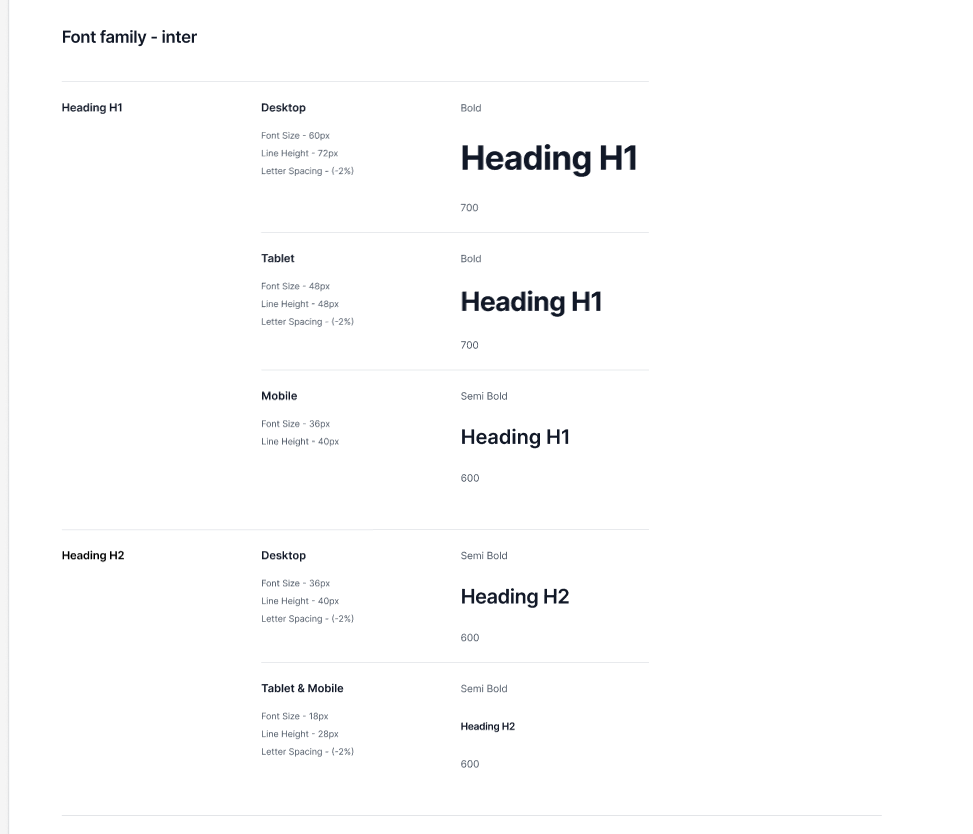 Font family - inter
Heading H1
Desktop
Font Size - 60px
Line Height - 72px
Letter Spacing - (-2%)
Bold
Heading H1
700
Tablet
Font Size - 48px
Line Height - 48px
Letter Spacing - (-2%)
Bold
Heading H1
700
Mobile
Font Size - 36px
Line Height - 40px
Semi Bold
Heading H1
600
Heading H2
Desktop
Font Size - 36px
Line Height - 40px
Letter Spacing - (-2%)
Semi Bold
Heading H2
600
Tablet & Mobile
Font Size - 18px
Line Height - 28px
Letter Spacing - (-2%)
Semi Bold
Heading H2
600